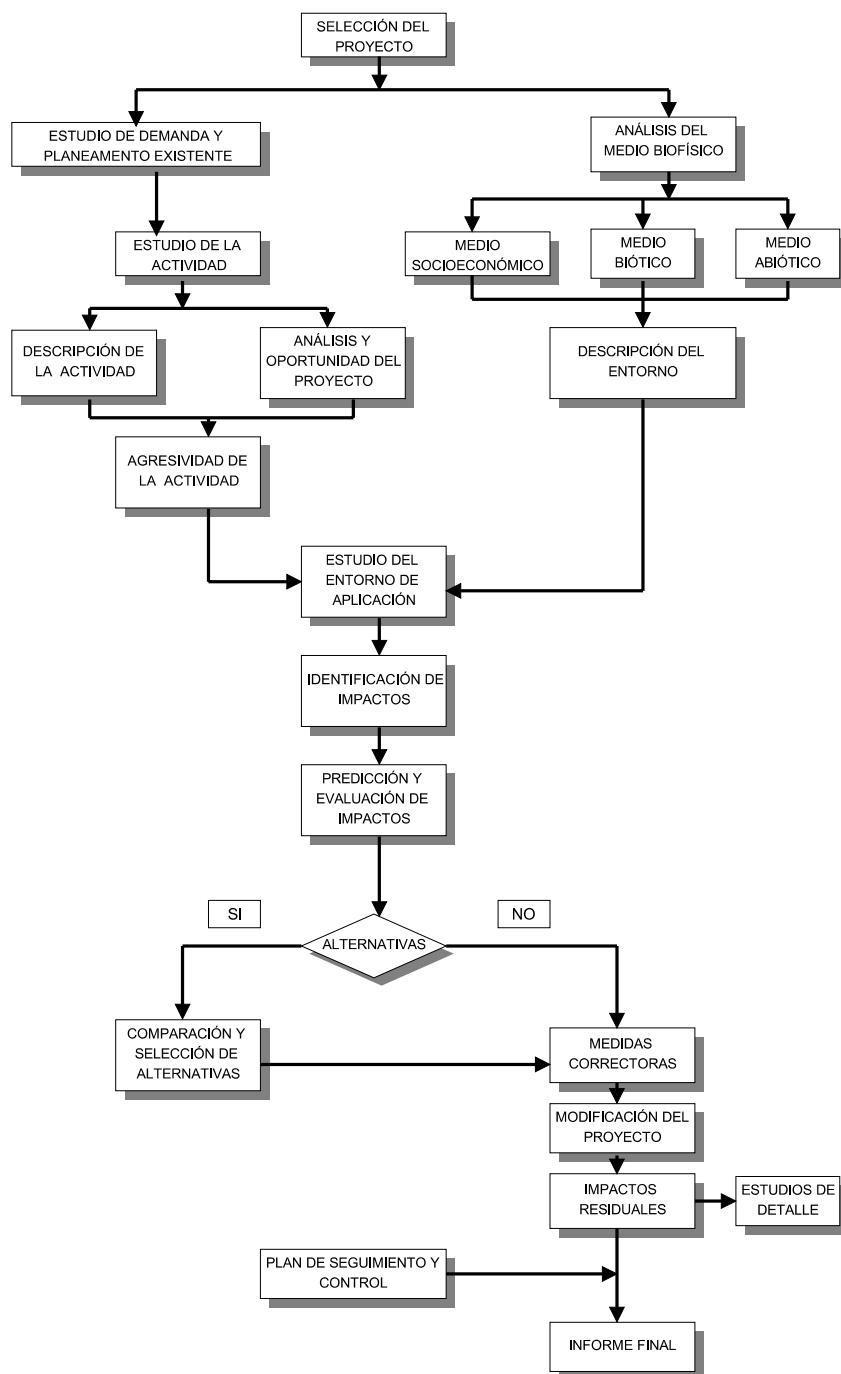 SELECCIÓN DEL
PROYECTO
ESTUDIO DE DEMANDA Y
PLANEAMENTO EXISTENTE
ANÁLISIS DEL
MEDIO BIOFÍSICO
ESTUDIO DE LA
ACTIVIDAD
MEDIO
SOCIOECONÓMICO
MEDIO
BIÓTICO
MEDIO
ABIÓTICO
DESCRIPCIÓN DE
LA ACTIVIDAD
ANÁLISIS Y
OPORTUNIDAD DEL
PROYECTO
DESCRIPCIÓN DEL
ENTORNO
AGRESIVIDAD DE
LA ACTIVIDAD
ESTUDIO DEL
ENTORNO DE
APLICACIÓN
IDENTIFICACIÓN DE
IMPACTOS
PREDICCIÓN Y
EVALUACIÓN DE
IMPACTOS
SI
NO
ALTERNATIVAS
COMPARACIÓN Y
SELECCIÓN DE
ALTERNATIVAS
MEDIDAS
CORRECTORAS
MODIFICACIÓN DEL
PROYECTO
IMPACTOS
RESIDUALES
ESTUDIOS DE
DETALLE
PLAN DE SEGUIMIENTO Y
CONTROL
INFORME FINAL